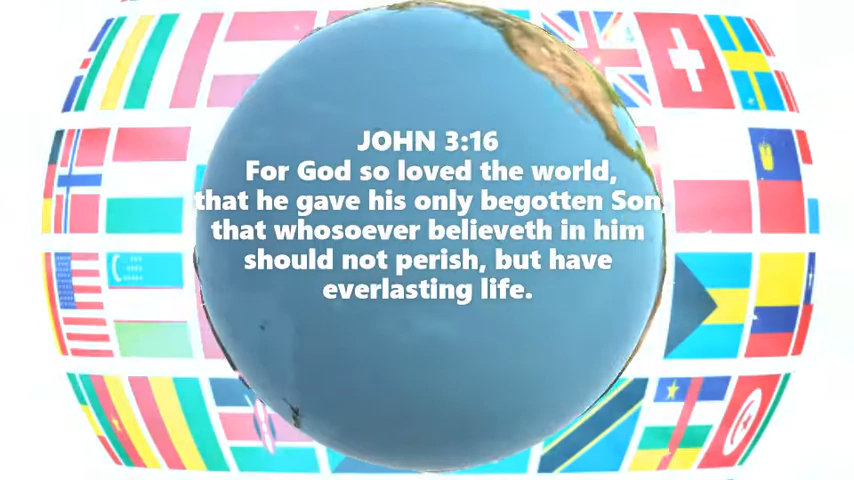 JOHN 3:16
For God so loved the world,
that he gave his only begotten Son,
that whosoever believeth in him
should not perish, but have
everlasting life.